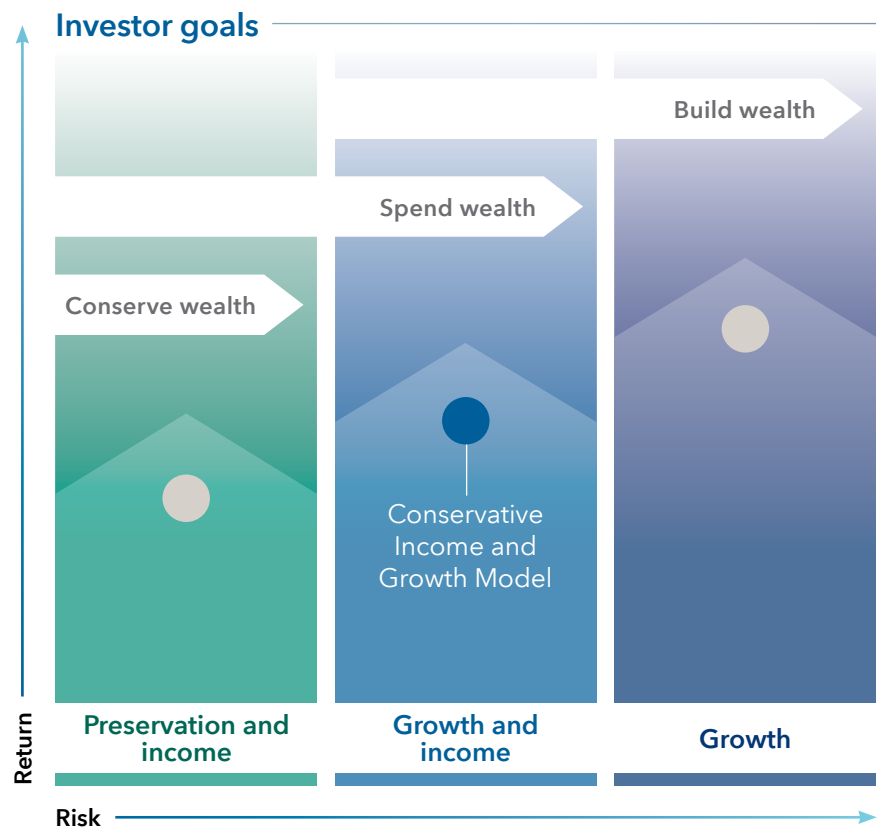 Investor goals
Build wealth
Spend wealth
Conserve wealth
Conservative
Income and
Growth Model
Return
Preservation and
income
Growth and
income
Growth
Risk